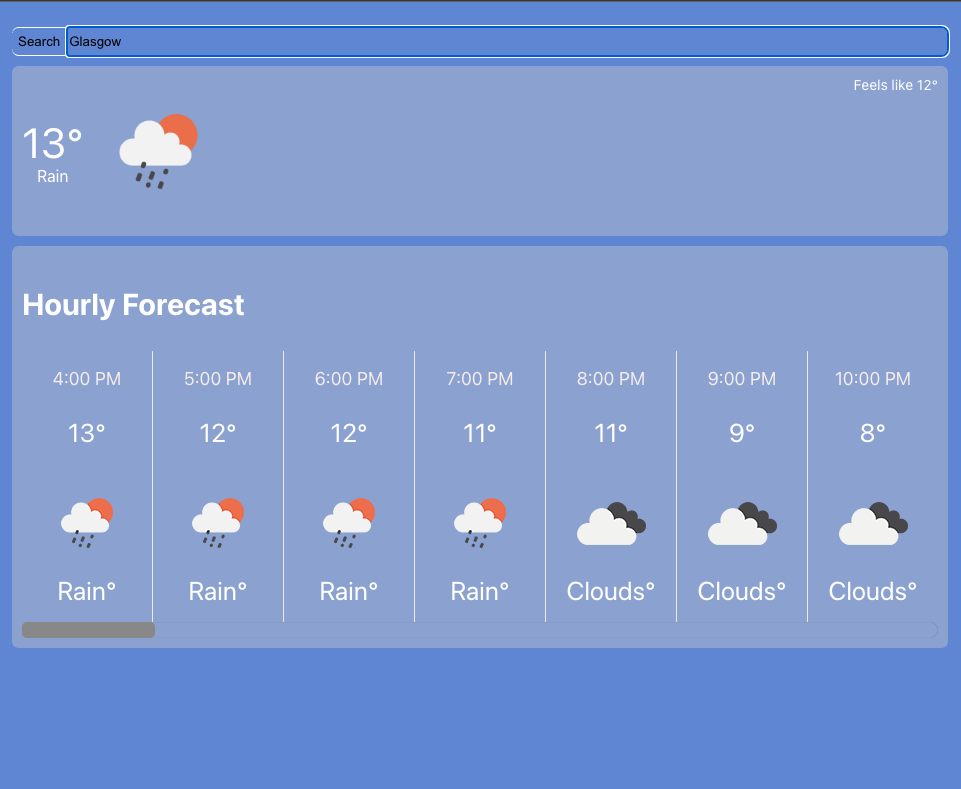 Search Glasgow
Feels like 12°
13°
Rain
Hourly Forecast
4:00 PM 5:00 PM 6:00 PM 7:00 PM 8:00 PM 9:00 PM 10:00 PM
13° 12° 12° 11° 11° 9° 8°
Rain° Rain° Rain° Rain° Clouds° Clouds° Clouds°